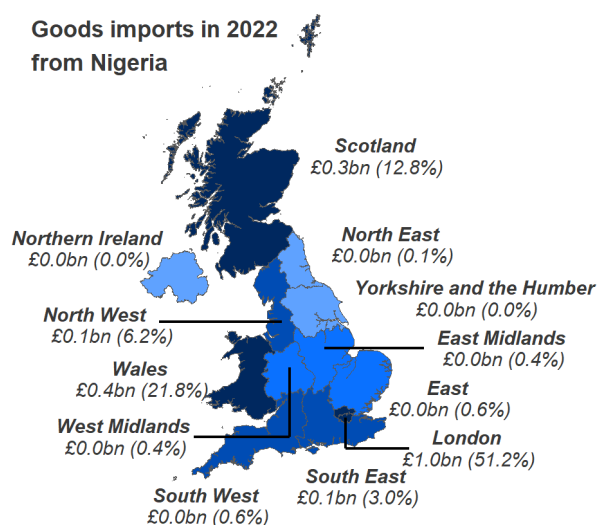 Goods imports in 2022
from Nigeria
Scotland
£0.3bn (12.8%)
Northern Ireland
£0.0bn (0.0%)
North East
£0.0bn (0.1%)
Yorkshire and the Humber
£0.0bn (0.0%)
North West
£0.1bn (6.2%)
East Midlands
£0.0bn (0.4%)
Wales
£0.4bn (21.8%)
East
£0.0bn (0.6%)
West Midlands
£0.0bn (0.4%)
London
£1.0bn (51.2%)
South East
£0.1bn (3.0%)
South West
£0.0bn (0.6%)